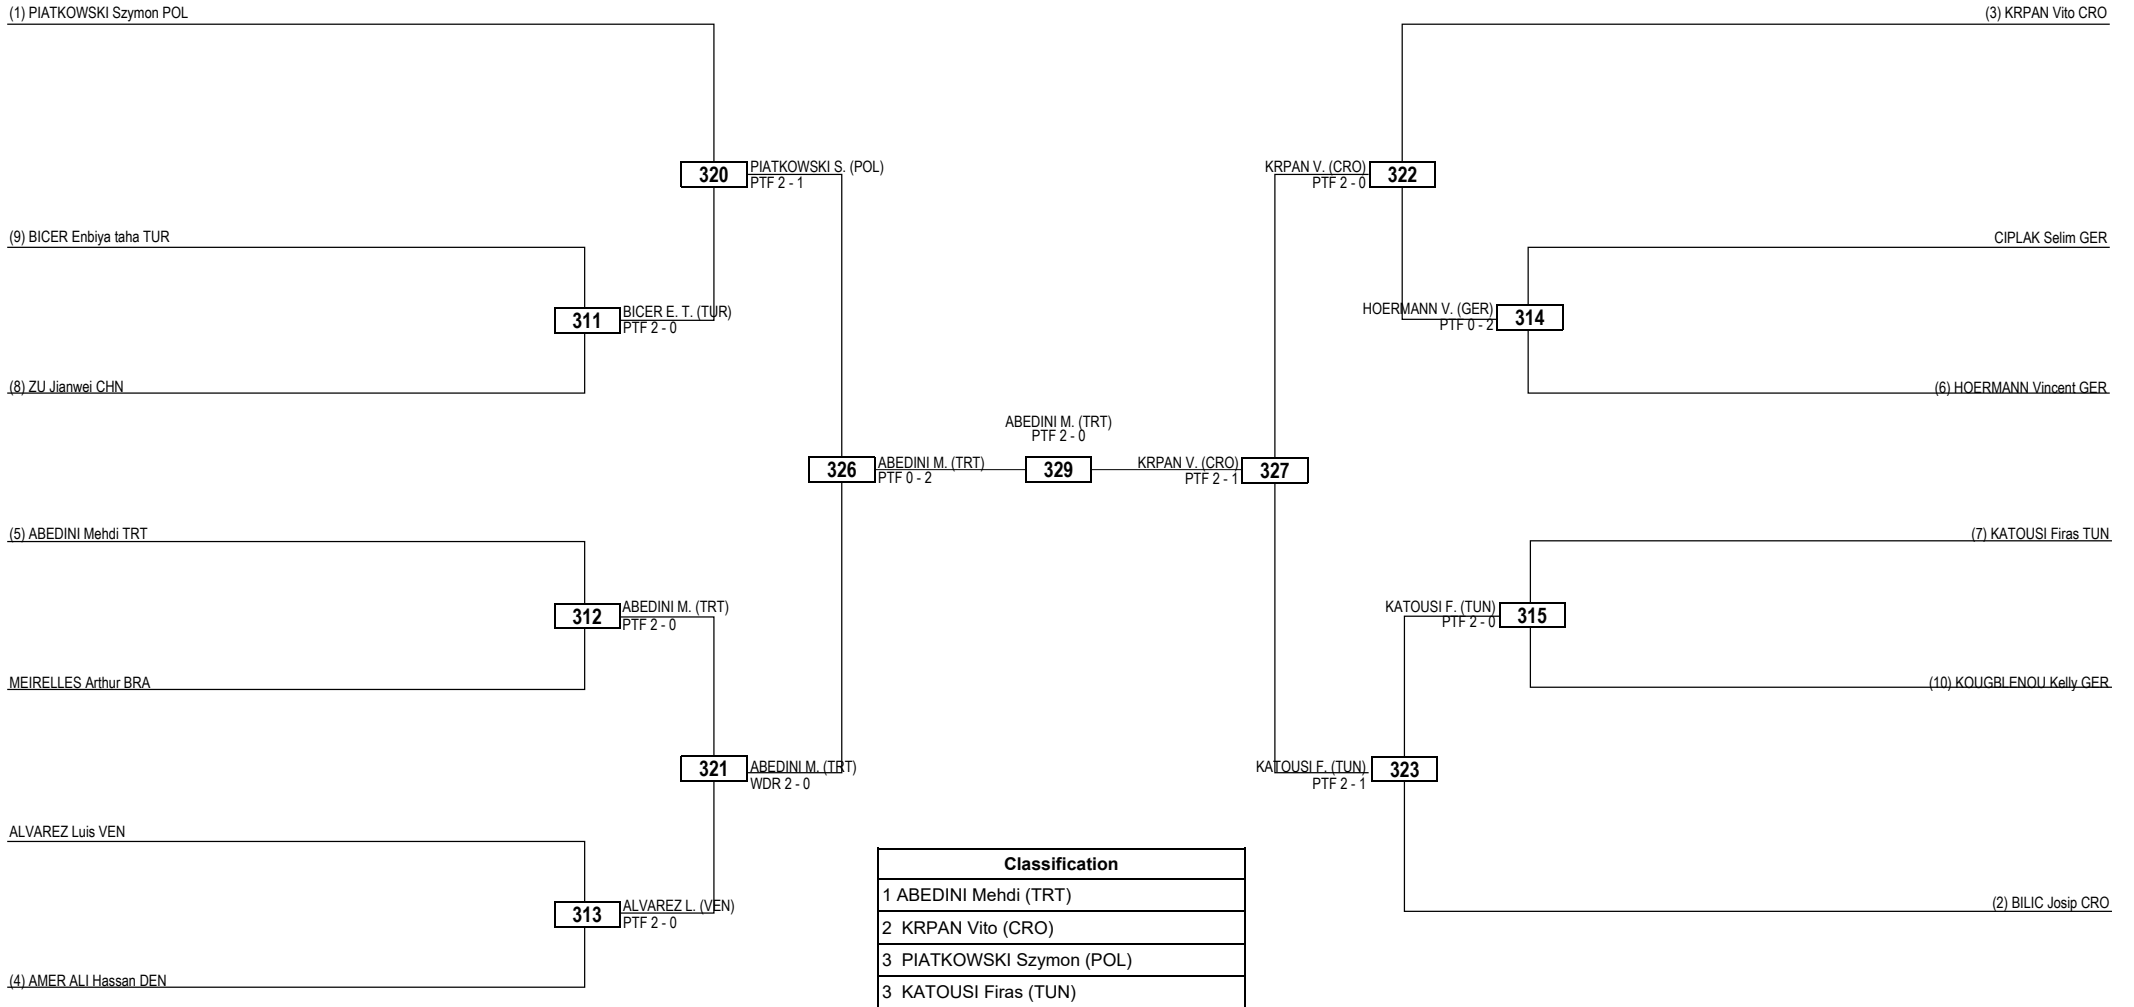 (1) PIATKOWSKI Szymon POL
(3) KRPAN Vito CRO
320
PIATKOWSKI S. (POL)
PTF 2 - 1
KRPAN V. (CRO)
PTF 2 - 0
322
(9) BICER Enbiya taha TUR
CIPLAK Selim GER
311
BICER E. T. (TUR)
PTF 2 - 0
HOERMANN V. (GER)
PTF 0 - 2
314
(8) ZU Jianwei CHN
(6) HOERMANN Vincent GER
326
ABEDINI M. (TRT)
PTF 0 - 2
ABEDINI M. (TRT)
PTF 2 - 0
329
KRPAN V. (CRO)
PTF 2 - 1
327
(5) ABEDINI Mehdi TRT
(7) KATOUSI Firas TUN
312
ABEDINI M. (TRT)
PTF 2 - 0
KATOUSI F. (TUN)
PTF 2 - 0
315
MEIRELLES Arthur BRA
(10) KOUGBLENOU Kelly GER
321
ABEDINI M. (TRT)
WDR 2 - 0
KATOUSI F. (TUN)
PTF 2 - 1
323
ALVAREZ Luis VEN
313
ALVAREZ L. (VEN)
PTF 2 - 0
(2) BILIC Josip CRO
(4) AMER ALI Hassan DEN
Classification
1 ABEDINI Mehdi (TRT)
2 KRPAN Vito (CRO)
3 PIATKOWSKI Szymon (POL)
3 KATOUSI Firas (TUN)